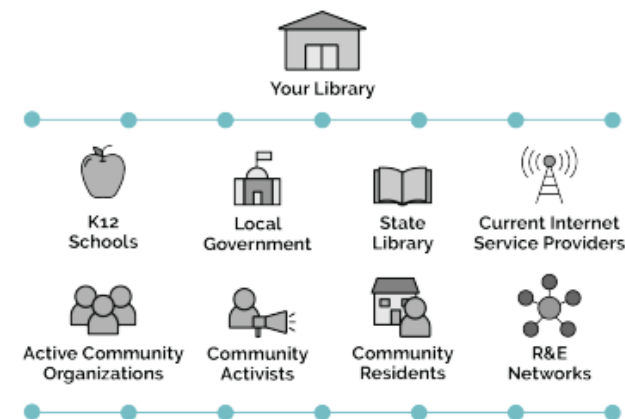 Your Library
K12
Schools
Local
Government
State
Library
Current Internet
Service Providers
Active Community
Organizations
Community
Activists
Community
Residents
R&E
Networks